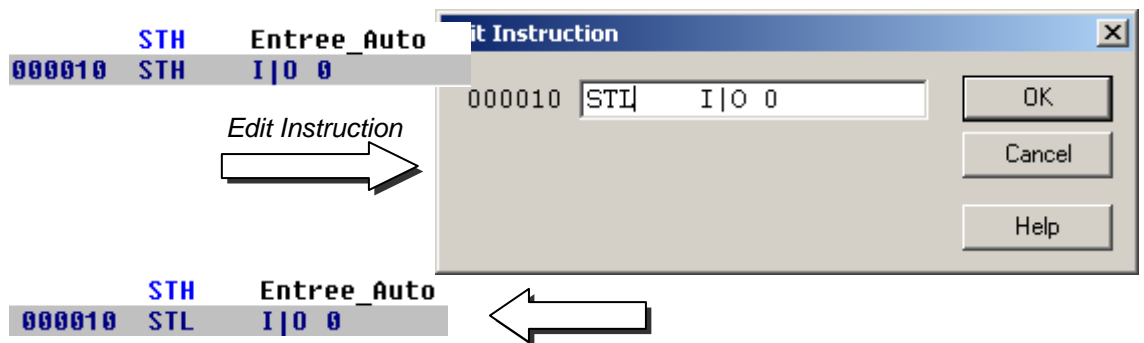 STH Entree_Auto
000010 STH I|O 0
Edit Instruction
it Instruction
000010 STL I|O 0
OK
Cancel
Help
STH Entree_Auto
000010 STL I|O 0